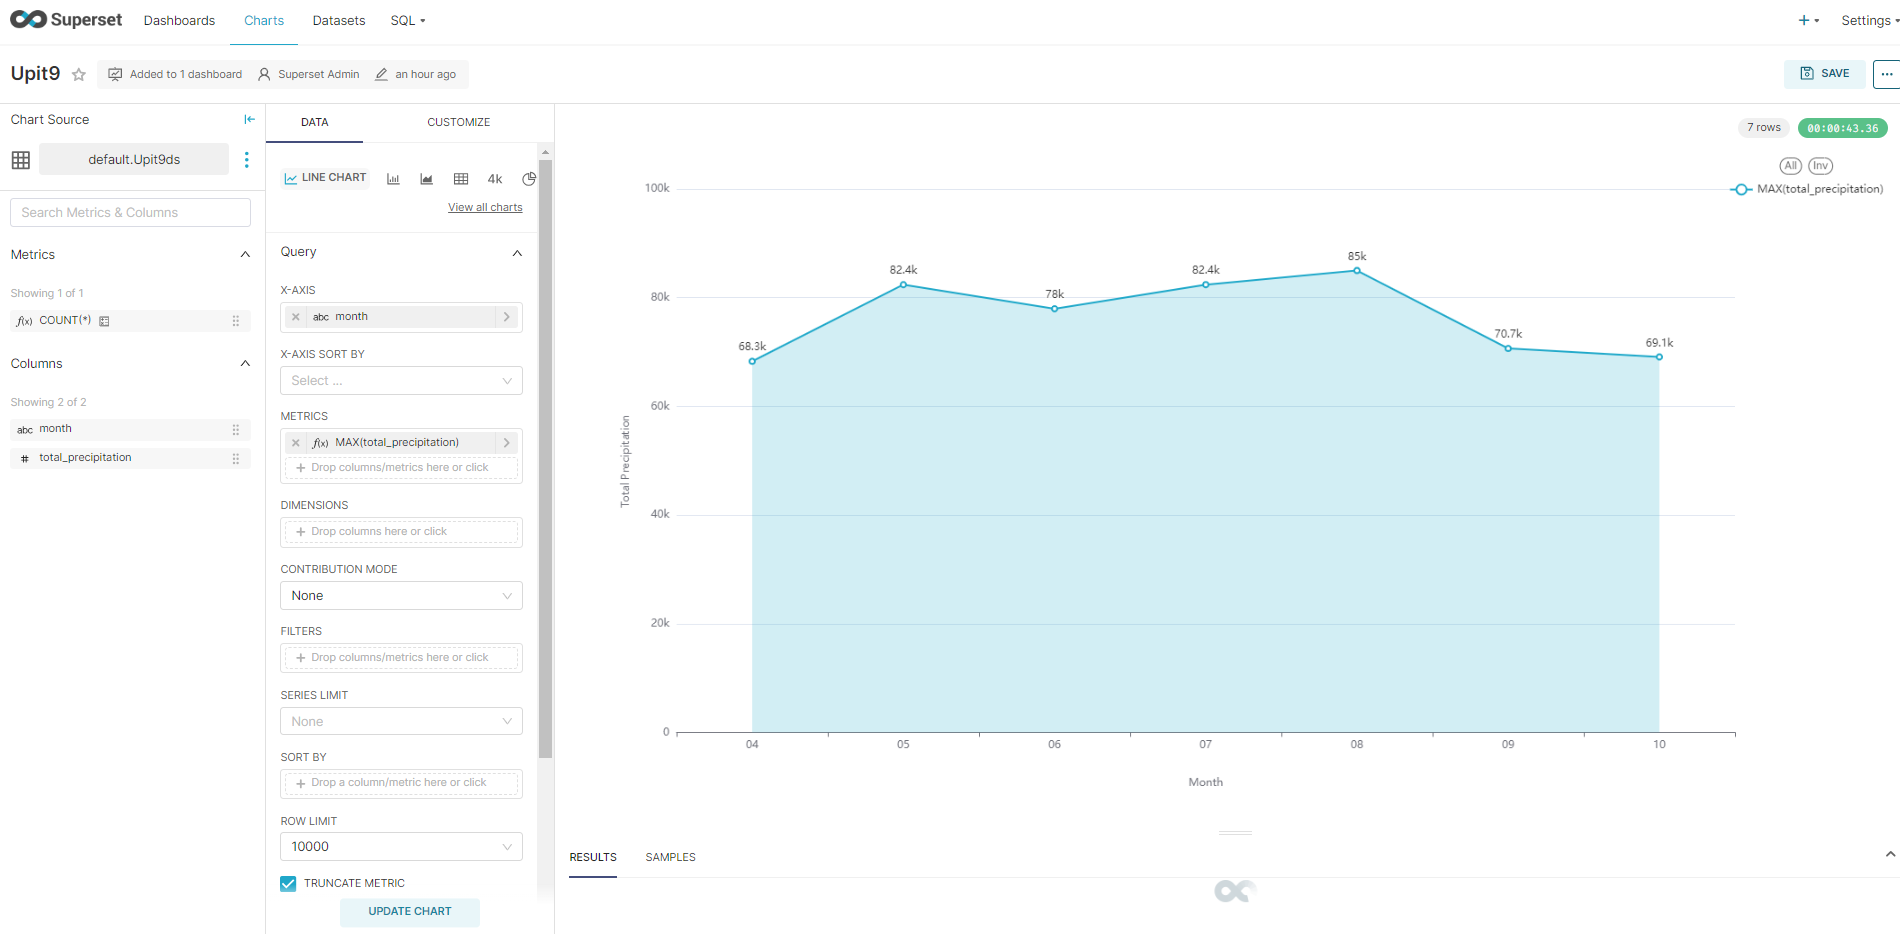 Superset
Dashboards
Charts
Datasets
SQL
+
Settings
Upit9
Added to 1 dashboard
Superset Admin
an hour ago
SAVE
...
Chart Source
default.Upit9ds
Search Metrics & Columns
Metrics
Showing 1 of 1
f(x) COUNT(*)
Columns
Showing 2 of 2
abc month
# total_precipitation
DATA
CUSTOMIZE
LINE CHART
4k
View all charts
Query
X-AXIS
abc month
X-AXIS SORT BY
Select ...
METRICS
f(x) MAX(total_precipitation)
+ Drop columns/metrics here or click
DIMENSIONS
+ Drop columns here or click
CONTRIBUTION MODE
None
FILTERS
+ Drop columns/metrics here or click
SERIES LIMIT
None
SORT BY
+ Drop a column/metric here or click
ROW LIMIT
10000
TRUNCATE METRIC
UPDATE CHART
7 rows
00:00:43.36
All
Inv
MAX(total_precipitation)
100k
80k
60k
40k
20k
0
Total Precipitation
68.3k
82.4k
78k
82.4k
85k
70.7k
69.1k
04
05
06
07
08
09
10
Month
RESULTS
SAMPLES